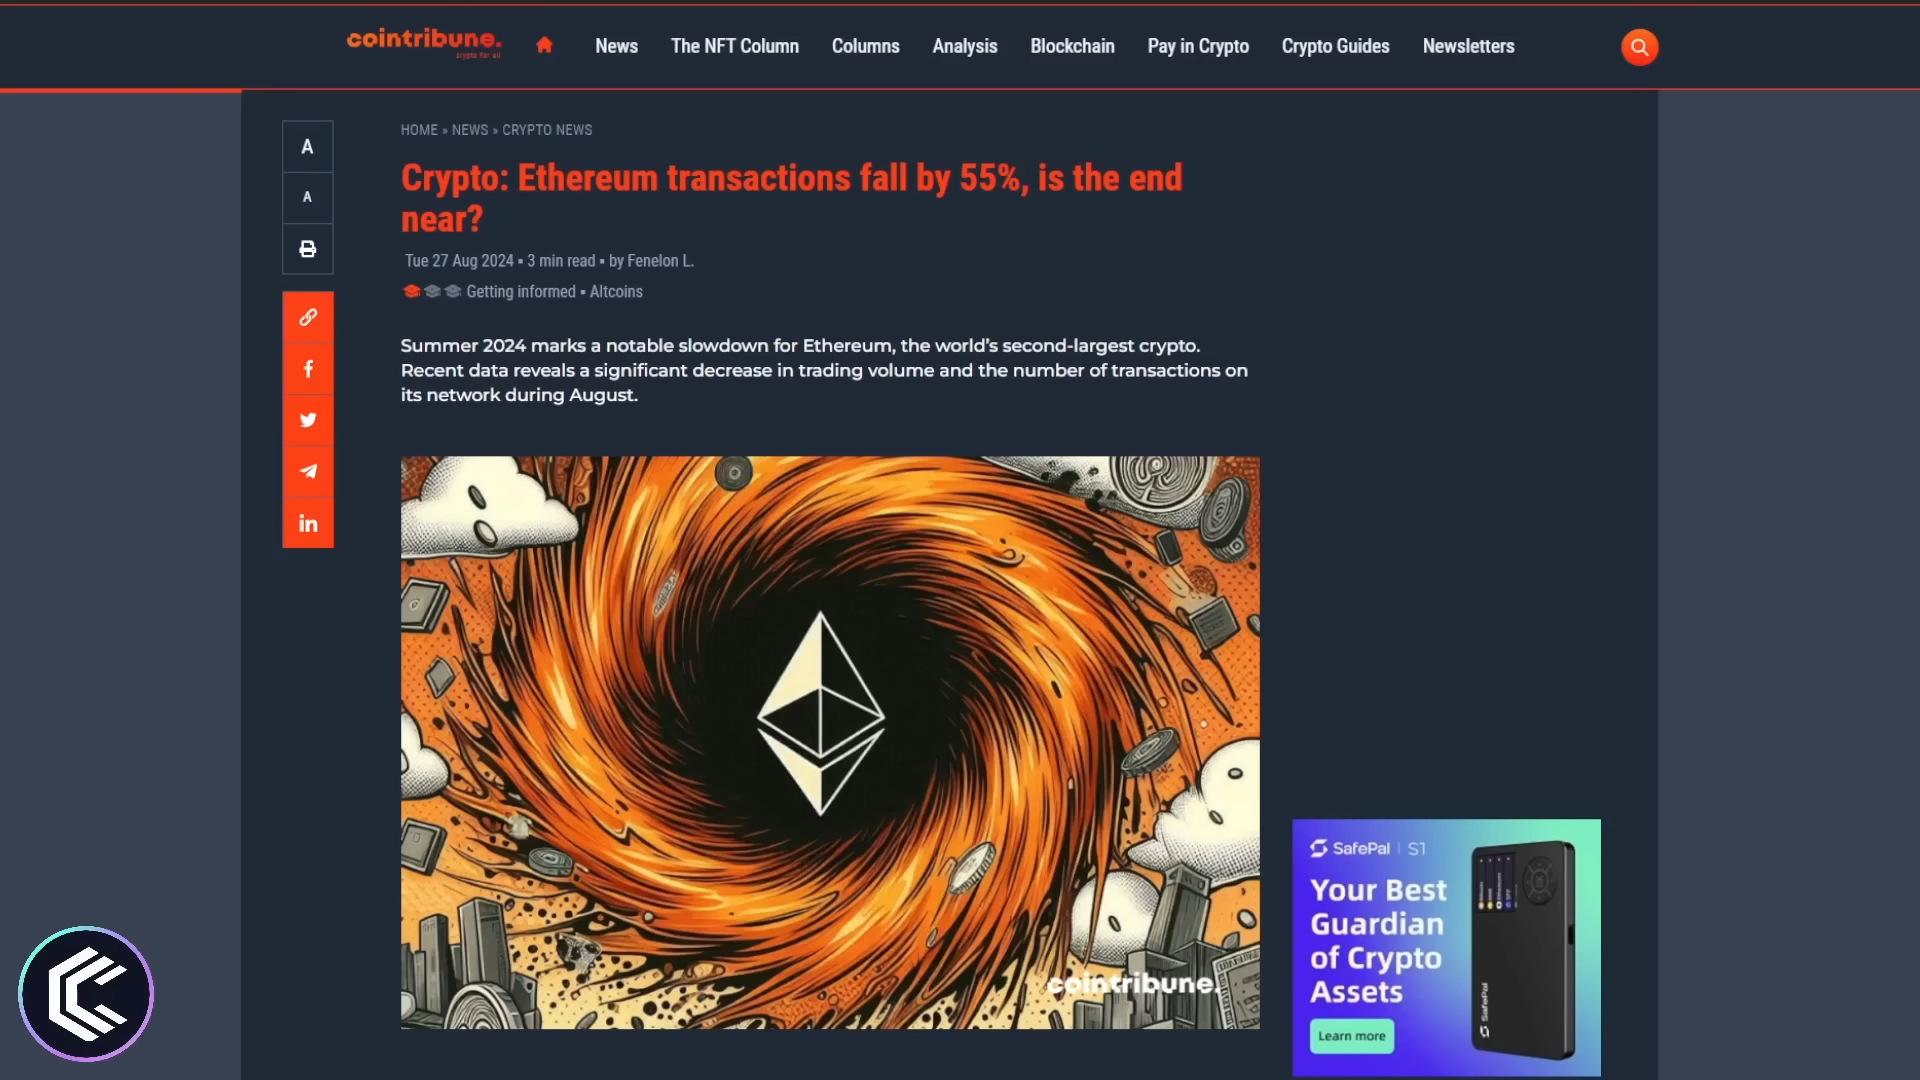 cointribune.
crypto for all
News
The NFT Column
Columns
Analysis
Blockchain
Pay in Crypto
Crypto Guides
Newsletters
A
A
HOME » NEWS » CRYPTO NEWS
Crypto: Ethereum transactions fall by 55%, is the end
near?
Tue 27 Aug 2024 ▪ 3 min read ▪ by Fenelon L.
Getting informed ▪ Altcoins
Summer 2024 marks a notable slowdown for Ethereum, the world’s second-largest crypto.
Recent data reveals a significant decrease in trading volume and the number of transactions on
its network during August.
cointribune.
SafePal | S1
Your Best
Guardian
of Crypto
Assets
Learn more
SafePal